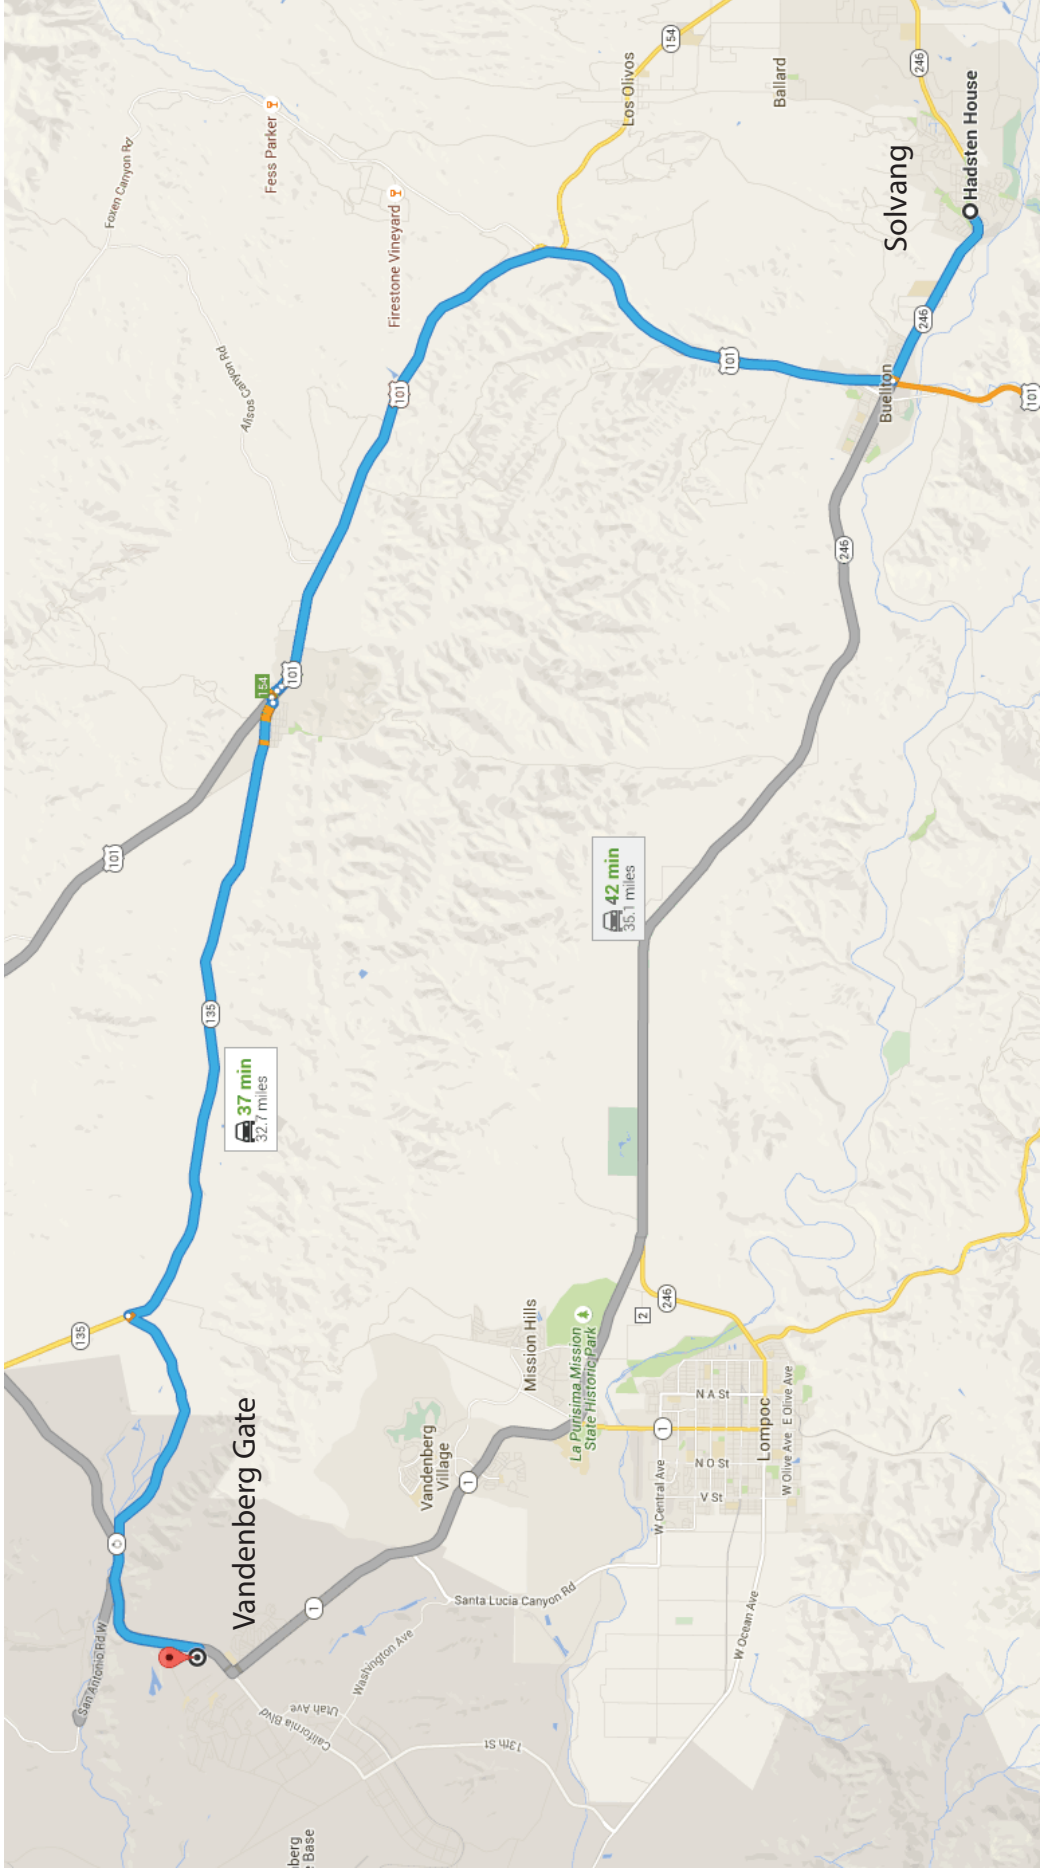 Foxen Canyon Rd
Fess Parker
Firestone Vineyard
Alisos Canyon Rd
Los Olivos
154
Ballard
246
Solvang
Hadsten House
101
101
246
Buellton
101
246
154
101
101
135
37 min
32.7 miles
42 min
35.1 miles
135
Vandenberg Gate
San Antonio Rd W
1
Mission Hills
La Purisima Mission
State Historic Park
2
246
Vandenberg
Village
1
1
N A St
N O St
V St
Lompoc
W Olive Ave
E Olive Ave
W Central Ave
Santa Lucia Canyon Rd
Washington Ave
Utah Ave
California Blvd
13th St
W Ocean Ave
Base